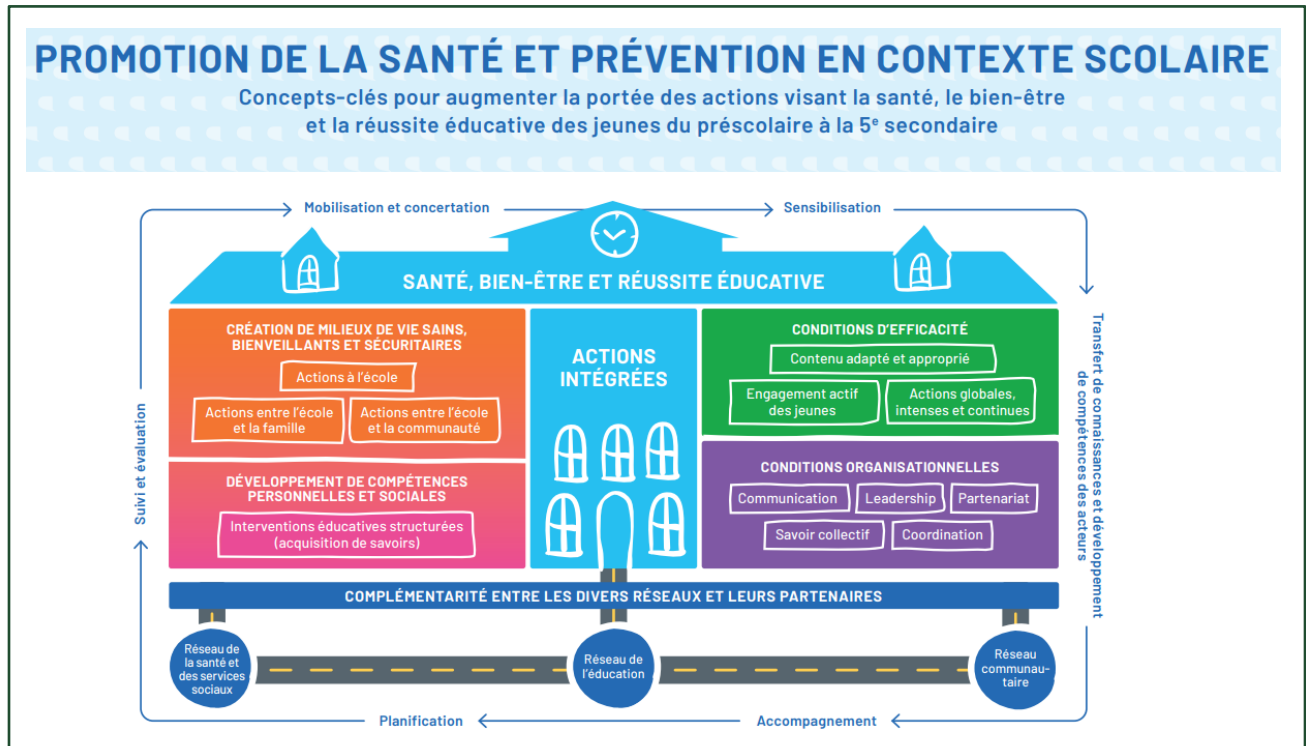 PROMOTION DE LA SANTÉ ET PRÉVENTION EN CONTEXTE SCOLAIRE
Concepts-clés pour augmenter la portée des actions visant la santé, le bien-être
et la réussite éducative des jeunes du préscolaire à la 5e secondaire
Mobilisation et concertation
Sensibilisation
SANTÉ, BIEN-ÊTRE ET RÉUSSITE ÉDUCATIVE
CRÉATION DE MILIEUX DE VIE SAINS,
BIENVEILLANTS ET SÉCURITAIRES
Actions à l'école
Actions entre l'école
et la famille
Actions entre l'école
et la communauté
DÉVELOPPEMENT DE COMPÉTENCES
PERSONNELLES ET SOCIALES
Interventions éducatives structurées
(acquisition de savoirs)
ACTIONS
INTÉGRÉES
CONDITIONS D'EFFICACITÉ
Contenu adapté et approprié
Engagement actif
des jeunes
Actions globales,
intenses et continues
CONDITIONS ORGANISATIONNELLES
Communication
Leadership
Partenariat
Savoir collectif
Coordination
Transfert de connaissances et développement
de compétences des acteurs
Suivi et évaluation
COMPLÉMENTARITÉ ENTRE LES DIVERS RÉSEAUX ET LEURS PARTENAIRES
Réseau de
la santé et
des services
sociaux
Réseau de
l'éducation
Réseau
communau-
taire
Planification
Accompagnement